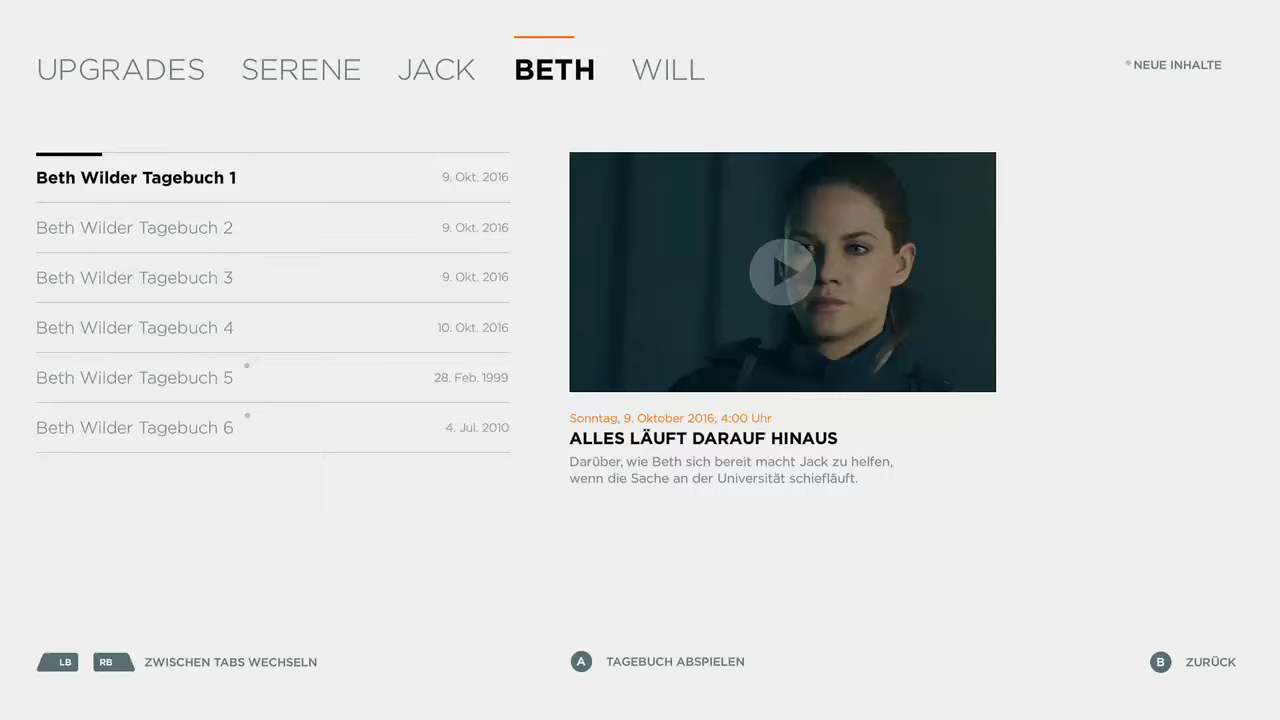 UPGRADES SERENE JACK BETH WILL
NEUE INHALTE
Beth Wilder Tagebuch 1 9. Okt. 2016
Beth Wilder Tagebuch 2 9. Okt. 2016
Beth Wilder Tagebuch 3 9. Okt. 2016
Beth Wilder Tagebuch 4 10. Okt. 2016
Beth Wilder Tagebuch 5 28. Feb. 1999
Beth Wilder Tagebuch 6 4. Jul. 2010
Sonntag, 9. Oktober 2016, 4:00 Uhr
ALLES LÄUFT DARAUF HINAUS
Darüber, wie Beth sich bereit macht Jack zu helfen,
wenn die Sache an der Universität schiefläuft.
LB RB ZWISCHEN TABS WECHSELN
A TAGEBUCH ABSPIELEN
B ZURÜCK